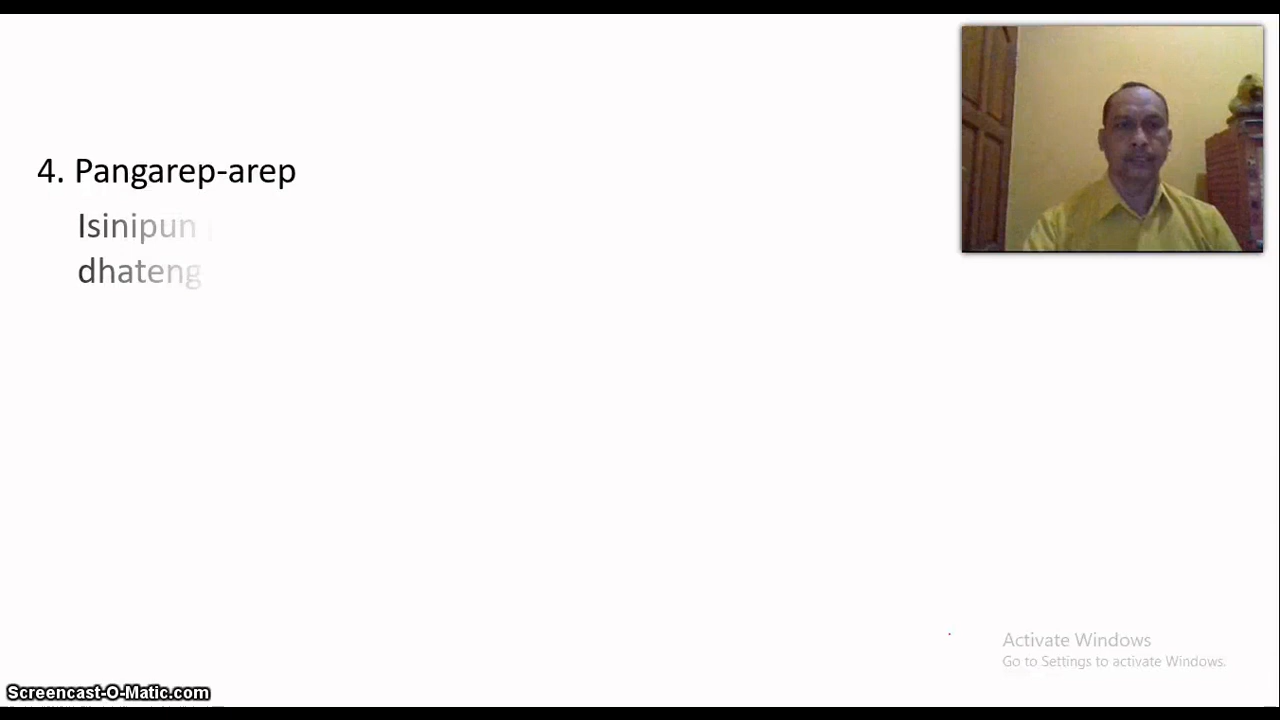 4. Pangarep-arep
Isinipun
dhateng
Activate Windows
Go to Settings to activate Windows.
Screencast-O-Matic.com